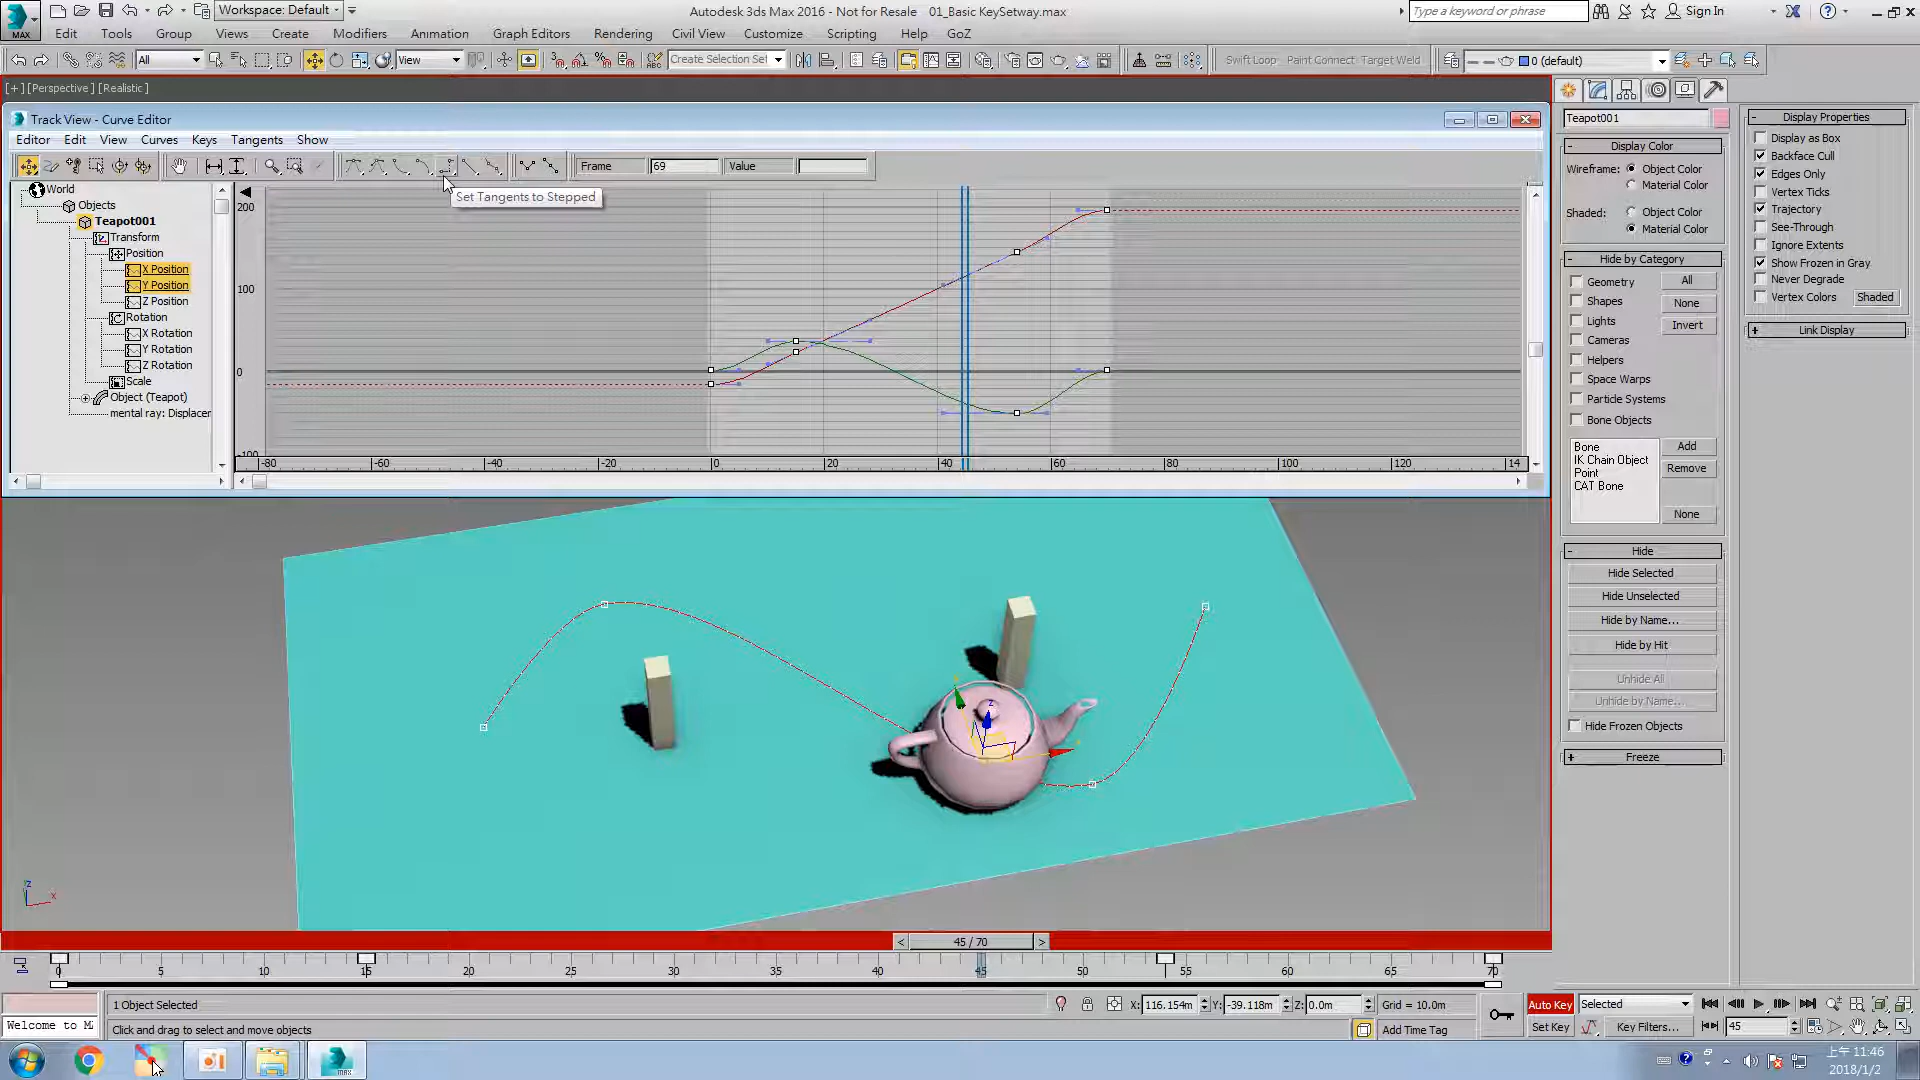 Workspace: Default
Autodesk 3ds Max 2016 - Not for Resale   01_Basic KeySetway.max
Type a keyword or phrase
Sign In
MAX
Edit Tools Group Views Create Modifiers Animation Graph Editors Rendering Civil View Customize Scripting Help GoZ
All
View
Create Selection Set
Swift Loop Paint Connect Target Weld
0 (default)
[+] [Perspective] [Realistic]
Track View - Curve Editor
Editor Edit View Curves Keys Tangents Show
Frame 69 Value
Set Tangents to Stepped
World
Objects
Teapot001
Transform
Position
X Position
Y Position
Z Position
Rotation
X Rotation
Y Rotation
Z Rotation
Scale
Object (Teapot)
mental ray: Displacer
200
100
0
-100
-80 -60 -40 -20 0 20 40 60 80 100 120 14
Teapot001
Display Color
Wireframe: Object Color
Material Color
Shaded: Object Color
Material Color
Hide by Category
Geometry All
Shapes None
Lights Invert
Cameras
Helpers
Space Warps
Particle Systems
Bone Objects
Bone Add
IK Chain Object Remove
Point
CAT Bone
None
Hide
Hide Selected
Hide Unselected
Hide by Name...
Hide by Hit
Unhide All
Unhide by Name...
Hide Frozen Objects
Freeze
Display Properties
Display as Box
Backface Cull
Edges Only
Vertex Ticks
Trajectory
See-Through
Ignore Extents
Show Frozen in Gray
Never Degrade
Vertex Colors Shaded
Link Display
z
z
x
< 45 / 70 >
0 5 10 15 20 25 30 35 40 45 50 55 60 65 70
1 Object Selected
X: 116.154m Y: -39.118m Z: 0.0m Grid = 10.0m
Auto Key Selected
Welcome to MA
Click and drag to select and move objects
Add Time Tag
Set Key Key Filters... 45
MAX
上午 11:46
2018/1/2